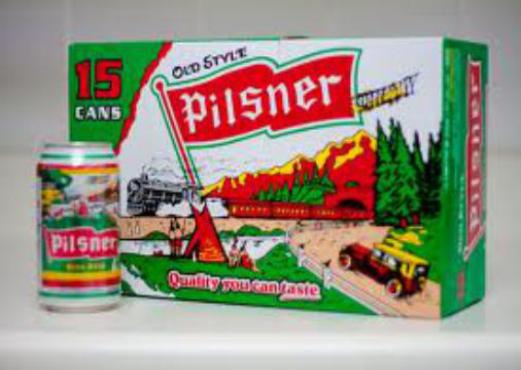 15
CANS
OLD STYLE
Pilsner
Quality you can taste
Pilsner
Pilsner